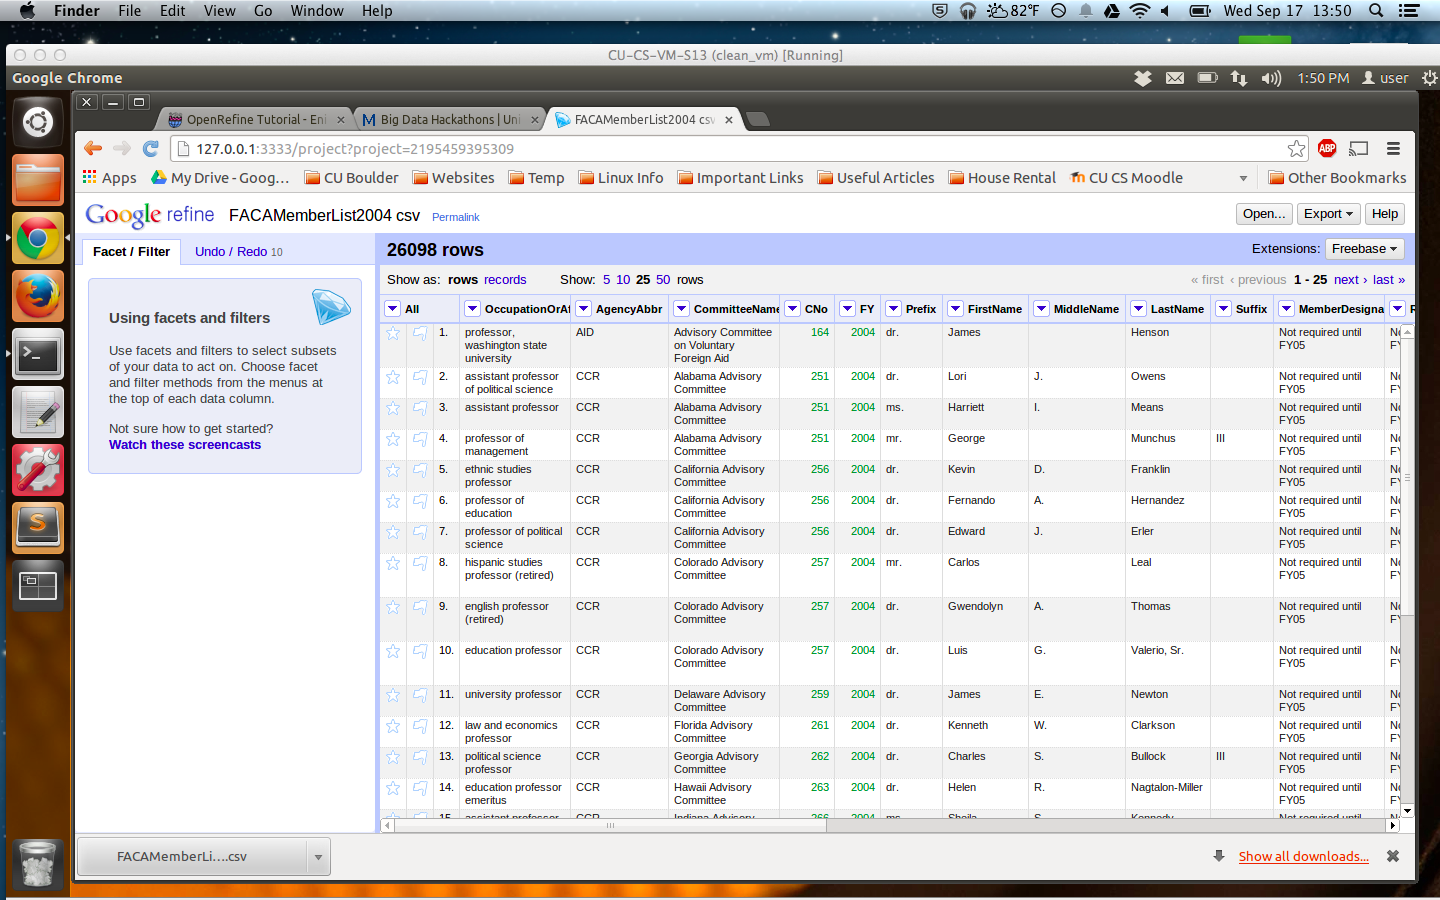 Finder File Edit View Go Window Help 82°F Wed Sep 17 13:50
CU-CS-VM-S13 (clean_vm) [Running]
Google Chrome 1:50 PM user
OpenRefine Tutorial - Eni Big Data Hackathons | Uni FACAMemberList2004 csv
127.0.0.1:3333/project?project=2195459395309 ABP
Apps My Drive - Goog... CU Boulder Websites Temp Linux Info Important Links Useful Articles House Rental CU CS Moodle Other Bookmarks
Google refine FACAMemberList2004 csv Permalink Open... Export Help
Facet / Filter Undo / Redo 10 26098 rows Extensions: Freebase
Show as: rows records Show: 5 10 25 50 rows « first ‹ previous 1 - 25 next › last »
Using facets and filters
Use facets and filters to select subsets
of your data to act on. Choose facet
and filter methods from the menus at
the top of each data column.
Not sure how to get started?
Watch these screencasts
All OccupationOrAf AgencyAbbr CommitteeName CNo FY Prefix FirstName MiddleName LastName Suffix MemberDesigna
1. professor, AID Advisory Committee 164 2004 dr. James Henson Not required until
washington state on Voluntary FY05
university Foreign Aid
2. assistant professor CCR Alabama Advisory 251 2004 dr. Lori J. Owens Not required until
of political science Committee FY05
3. assistant professor CCR Alabama Advisory 251 2004 ms. Harriett I. Means Not required until
Committee FY05
4. professor of CCR Alabama Advisory 251 2004 mr. George Munchus III Not required until
management Committee FY05
5. ethnic studies CCR California Advisory 256 2004 dr. Kevin D. Franklin Not required until
professor Committee FY05
6. professor of CCR California Advisory 256 2004 dr. Fernando A. Hernandez Not required until
education Committee FY05
7. professor of political CCR California Advisory 256 2004 dr. Edward J. Erler Not required until
science Committee FY05
8. hispanic studies CCR Colorado Advisory 257 2004 mr. Carlos Leal Not required until
professor (retired) Committee FY05
9. english professor CCR Colorado Advisory 257 2004 dr. Gwendolyn A. Thomas Not required until
(retired) Committee FY05
10. education professor CCR Colorado Advisory 257 2004 dr. Luis G. Valerio, Sr. Not required until
Committee FY05
11. university professor CCR Delaware Advisory 259 2004 dr. James E. Newton Not required until
Committee FY05
12. law and economics CCR Florida Advisory 261 2004 dr. Kenneth W. Clarkson Not required until
professor Committee FY05
13. political science CCR Georgia Advisory 262 2004 dr. Charles S. Bullock III Not required until
professor Committee FY05
14. education professor CCR Hawaii Advisory 263 2004 dr. Helen R. Nagtalon-Miller Not required until
emeritus Committee FY05
15. assistant professor CCR Indiana Advisory 266 2004 ms. Sheila S. Kennedy Not required until
FACAMemberLi....csv Show all downloads...